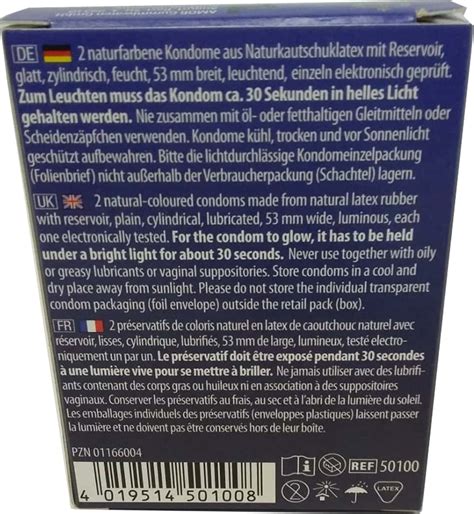 DE 2 naturfarbene Kondome aus Naturkautschuklatex mit Reservoir,
glatt, zylindrisch, feucht, 53 mm breit, leuchtend, einzeln elektronisch geprüft.
Zum Leuchten muss das Kondom ca. 30 Sekunden in helles Licht
gehalten werden. Nie zusammen mit öl- oder fetthaltigen Gleitmitteln oder
Scheidenzäpfchen verwenden. Kondome kühl, trocken und vor Sonnenlicht
geschützt aufbewahren. Bitte die lichtdurchlässige Kondomeinzelpackung
(Folienbrief) nicht außerhalb der Verbraucherpackung (Schachtel) lagern.
UK 2 natural-coloured condoms made from natural latex rubber
with reservoir, plain, cylindrical, lubricated, 53 mm wide, luminous, each
one electronically tested. For the condom to glow, it has to be held
under a bright light for about 30 seconds. Never use together with oily
or greasy lubricants or vaginal suppositories. Store condoms in a cool and
dry place away from sunlight. Please do not store the individual transparent
condom packaging (foil envelope) outside the retail pack (box).
FR 2 préservatifs de coloris naturel en latex de caoutchouc naturel avec
réservoir, lisses, cylindrique, lubrifiés, 53 mm de large, lumineux, testé électro-
niquement un par un. Le préservatif doit être exposé pendant 30 secondes
à une lumière vive pour se mettre à briller. Ne jamais utiliser avec des lubrifi-
ants contenant des corps gras ou huileux ni en association à des suppositoires
vaginaux. Conserver les préservatifs au frais, au sec et à l'abri de la lumière du soleil.
Les emballages individuels des préservatifs (enveloppes plastiques) laissent passer
la lumière et ne doivent pas être conservés hors de leur boîte.
PZN 01166004
REF 50100
4 019514 501008
LATEX